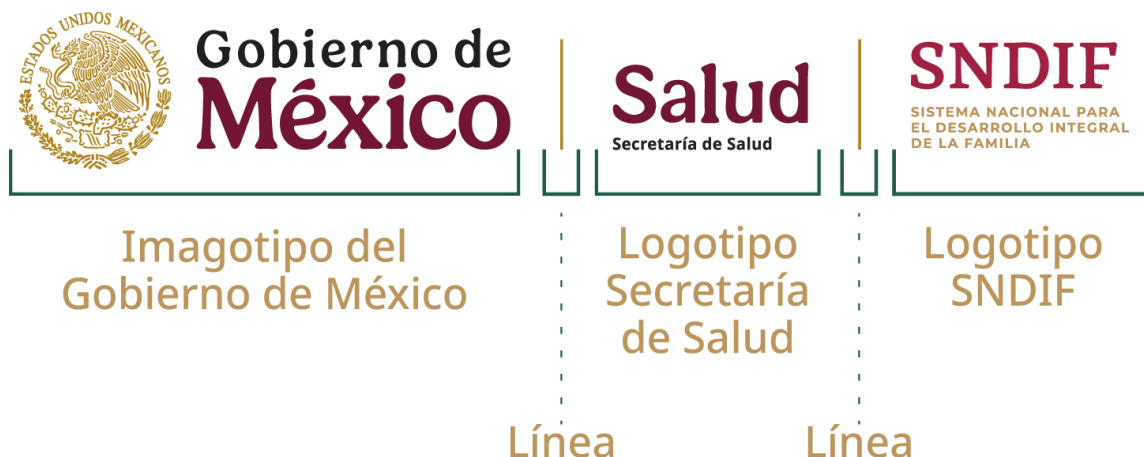 ESTADOS UNIDOS MEXICANOS
Gobierno de
México
Salud
Secretaría de Salud
SNDIF
SISTEMA NACIONAL PARA
EL DESARROLLO INTEGRAL
DE LA FAMILIA
Imagotipo del
Gobierno de México
Logotipo
Secretaría
de Salud
Logotipo
SNDIF
Línea
Línea